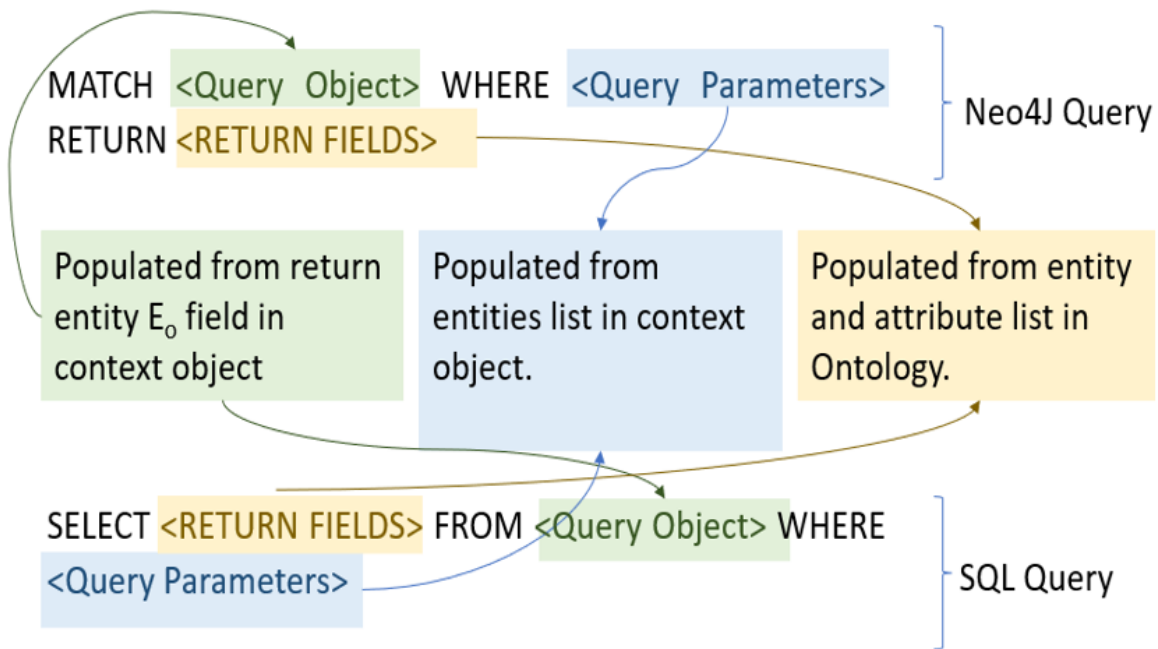 MATCH <Query Object> WHERE <Query Parameters>
RETURN <RETURN FIELDS>
Neo4J Query
Populated from return
entity E₀ field in
context object
Populated from
entities list in context
object.
Populated from entity
and attribute list in
Ontology.
SELECT <RETURN FIELDS> FROM <Query Object> WHERE
<Query Parameters>
SQL Query